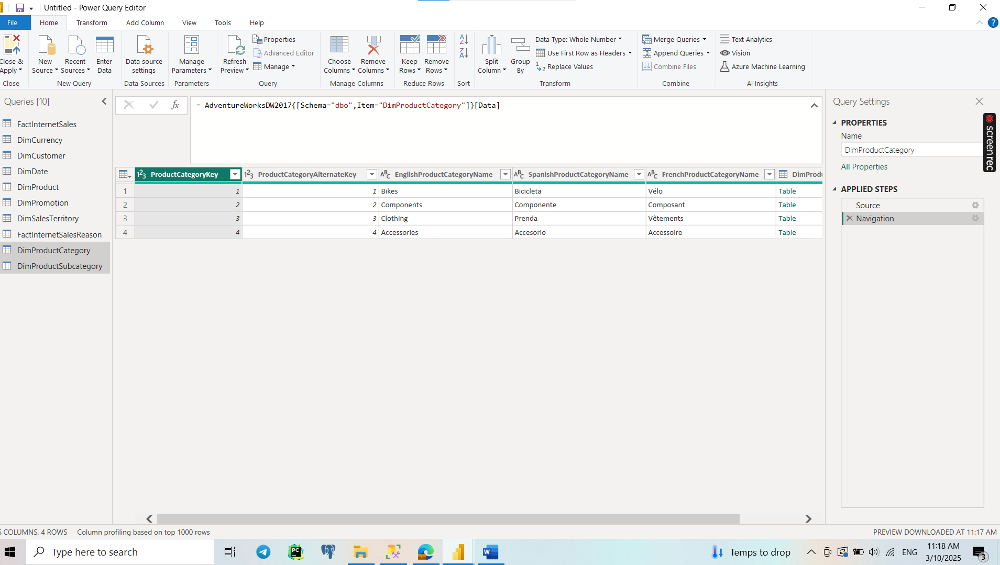 Untitled - Power Query Editor
File Home Transform Add Column View Tools Help
Close & Apply
New Source
Recent Sources
Enter Data
Data source settings
Manage Parameters
Refresh Preview
Properties
Advanced Editor
Manage
Choose Columns
Remove Columns
Keep Rows
Remove Rows
Split Column
Group By
Data Type: Whole Number
Use First Row as Headers
Replace Values
Merge Queries
Append Queries
Combine Files
Text Analytics
Vision
Azure Machine Learning
Close New Query Data Sources Parameters Query Manage Columns Reduce Rows Sort Transform Combine AI Insights
Queries [10]
FactInternetSales
DimCurrency
DimCustomer
DimDate
DimProduct
DimPromotion
DimSalesTerritory
FactInternetSalesReason
DimProductCategory
DimProductSubcategory
fx
= AdventureWorksDW2017{[Schema="dbo",Item="DimProductCategory"]}[Data]
ProductCategoryKey ProductCategoryAlternateKey EnglishProductCategoryName SpanishProductCategoryName FrenchProductCategoryName
1 1 1 Bikes Bicicleta Vélo Table
2 2 2 Components Componente Composant Table
3 3 3 Clothing Prenda Vêtements Table
4 4 4 Accessories Accesorio Accessoire Table
Query Settings
PROPERTIES
Name
DimProductCategory
All Properties
APPLIED STEPS
Source
Navigation
screenrec
COLUMNS, 4 ROWS Column profiling based on top 1000 rows
PREVIEW DOWNLOADED AT 11:17 AM
Type here to search
Temps to drop
ENG
11:18 AM
3/10/2025
3